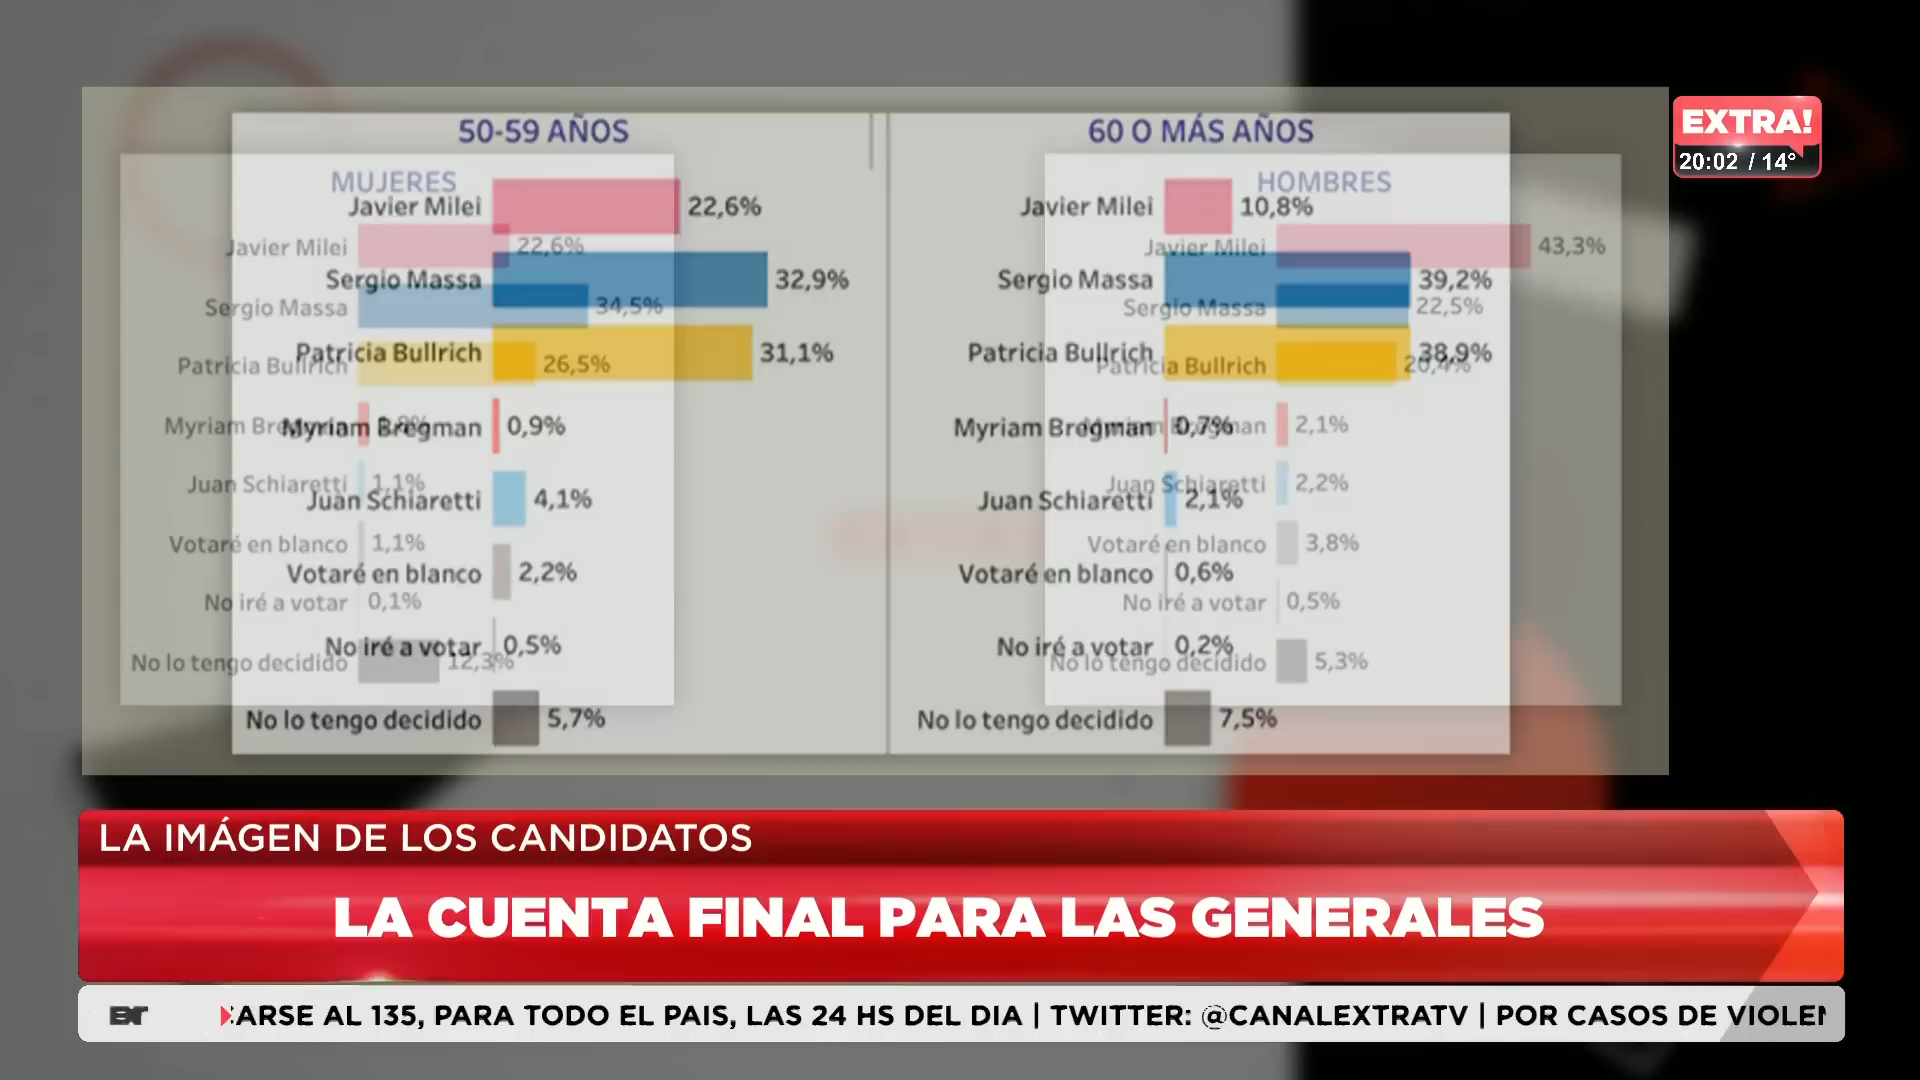 50-59 AÑOS
Javier Milei 22,6%
Sergio Massa 32,9%
Patricia Bullrich 31,1%
Myriam Bregman 0,9%
Juan Schiaretti 4,1%
Votaré en blanco 2,2%
No iré a votar 0,5%
No lo tengo decidido 5,7%
60 O MÁS AÑOS
Javier Milei 10,8%
Sergio Massa 39,2%
Patricia Bullrich 38,9%
Myriam Bregman 0,7%
Juan Schiaretti 2,1%
Votaré en blanco 0,6%
No iré a votar 0,2%
No lo tengo decidido 7,5%
MUJERES
Javier Milei 22,6%
Sergio Massa 34,5%
Patricia Bullrich 26,5%
Myriam Bregman
Juan Schiaretti 1,1%
Votaré en blanco 1,1%
No iré a votar 0,1%
No lo tengo decidido 12,3%
HOMBRES
Javier Milei 43,3%
Sergio Massa 22,5%
Patricia Bullrich 20,4%
Myriam Bregman 2,1%
Juan Schiaretti 2,2%
Votaré en blanco 3,8%
No iré a votar 0,5%
No lo tengo decidido 5,3%
EXTRA!
20:02 / 14°
LA IMÁGEN DE LOS CANDIDATOS
LA CUENTA FINAL PARA LAS GENERALES
ARSE AL 135, PARA TODO EL PAIS, LAS 24 HS DEL DIA | TWITTER: @CANALEXTRATV | POR CASOS DE VIOLEN